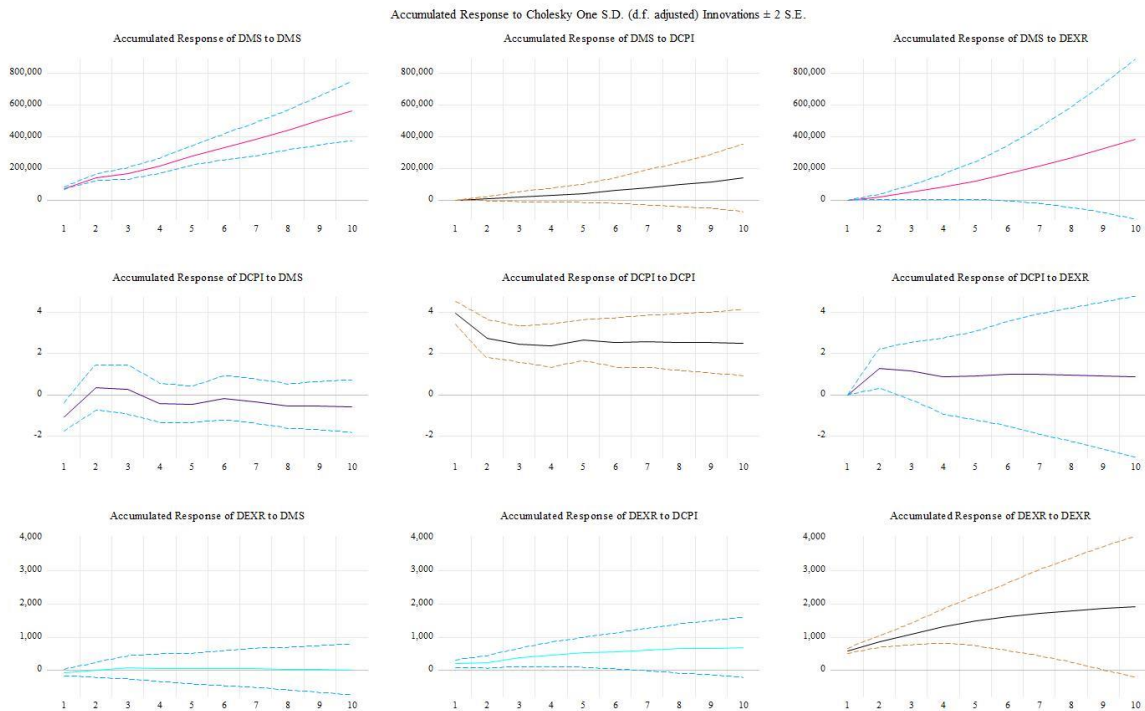 Accumulated Response to Cholesky One S.D. (d.f. adjusted) Innovations ± 2 S.E.
Accumulated Response of DMS to DMS
800,000
600,000
400,000
200,000
0
1 2 3 4 5 6 7 8 9 10
Accumulated Response of DMS to DCPI
800,000
600,000
400,000
200,000
0
1 2 3 4 5 6 7 8 9 10
Accumulated Response of DMS to DEXR
800,000
600,000
400,000
200,000
0
1 2 3 4 5 6 7 8 9 10
Accumulated Response of DCPI to DMS
4
2
0
-2
1 2 3 4 5 6 7 8 9 10
Accumulated Response of DCPI to DCPI
4
2
0
-2
1 2 3 4 5 6 7 8 9 10
Accumulated Response of DCPI to DEXR
4
2
0
-2
1 2 3 4 5 6 7 8 9 10
Accumulated Response of DEXR to DMS
4,000
3,000
2,000
1,000
0
1 2 3 4 5 6 7 8 9 10
Accumulated Response of DEXR to DCPI
4,000
3,000
2,000
1,000
0
1 2 3 4 5 6 7 8 9 10
Accumulated Response of DEXR to DEXR
4,000
3,000
2,000
1,000
0
1 2 3 4 5 6 7 8 9 10